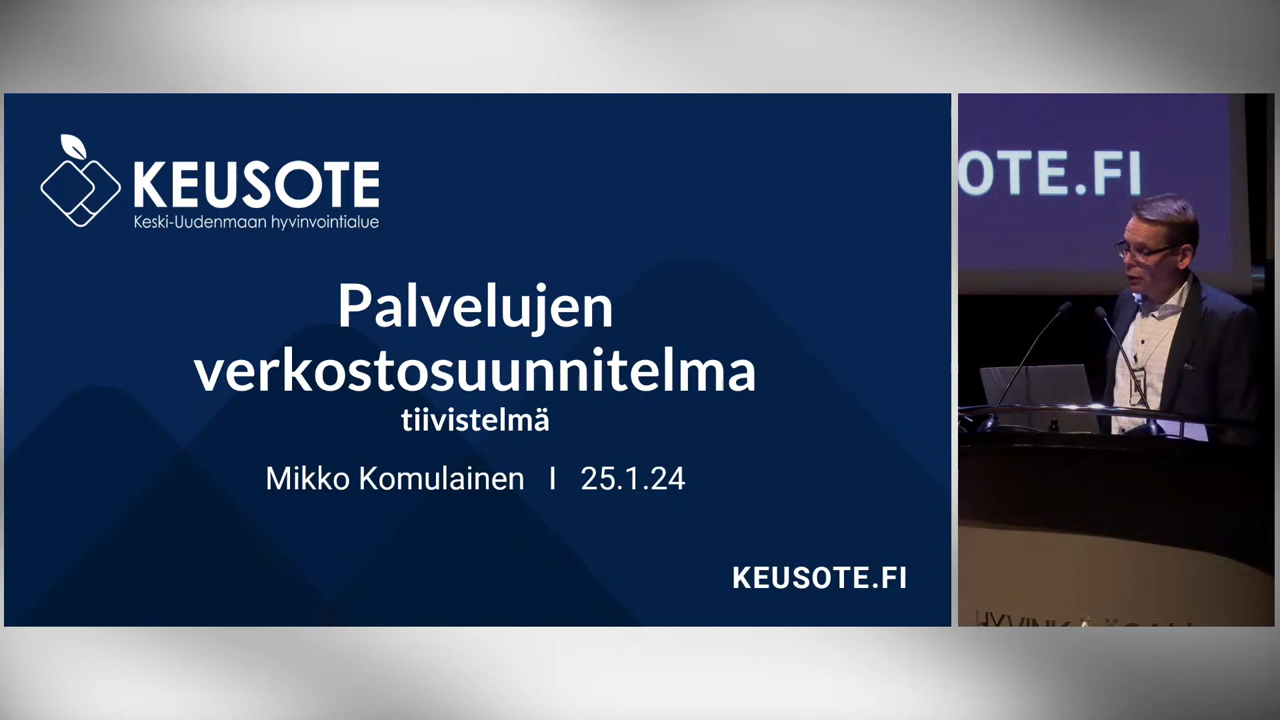 KEUSOTE
Keski-Uudenmaan hyvinvointialue
Palvelujen
verkostosuunnitelma
tiivistelmä
Mikko Komulainen I 25.1.24
KEUSOTE.FI
OTE.FI